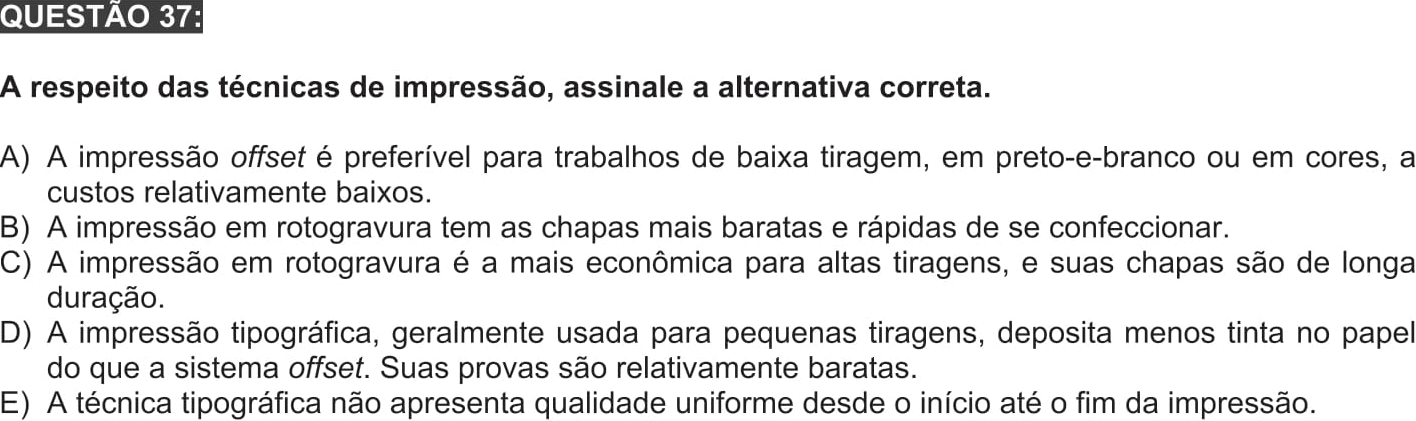 QUESTÃO 37:
A respeito das técnicas de impressão, assinale a alternativa correta.
A) A impressão offset é preferível para trabalhos de baixa tiragem, em preto-e-branco ou em cores, a
custos relativamente baixos.
B) A impressão em rotogravura tem as chapas mais baratas e rápidas de se confeccionar.
C) A impressão em rotogravura é a mais econômica para altas tiragens, e suas chapas são de longa
duração.
D) A impressão tipográfica, geralmente usada para pequenas tiragens, deposita menos tinta no papel
do que a sistema offset. Suas provas são relativamente baratas.
E) A técnica tipográfica não apresenta qualidade uniforme desde o início até o fim da impressão.